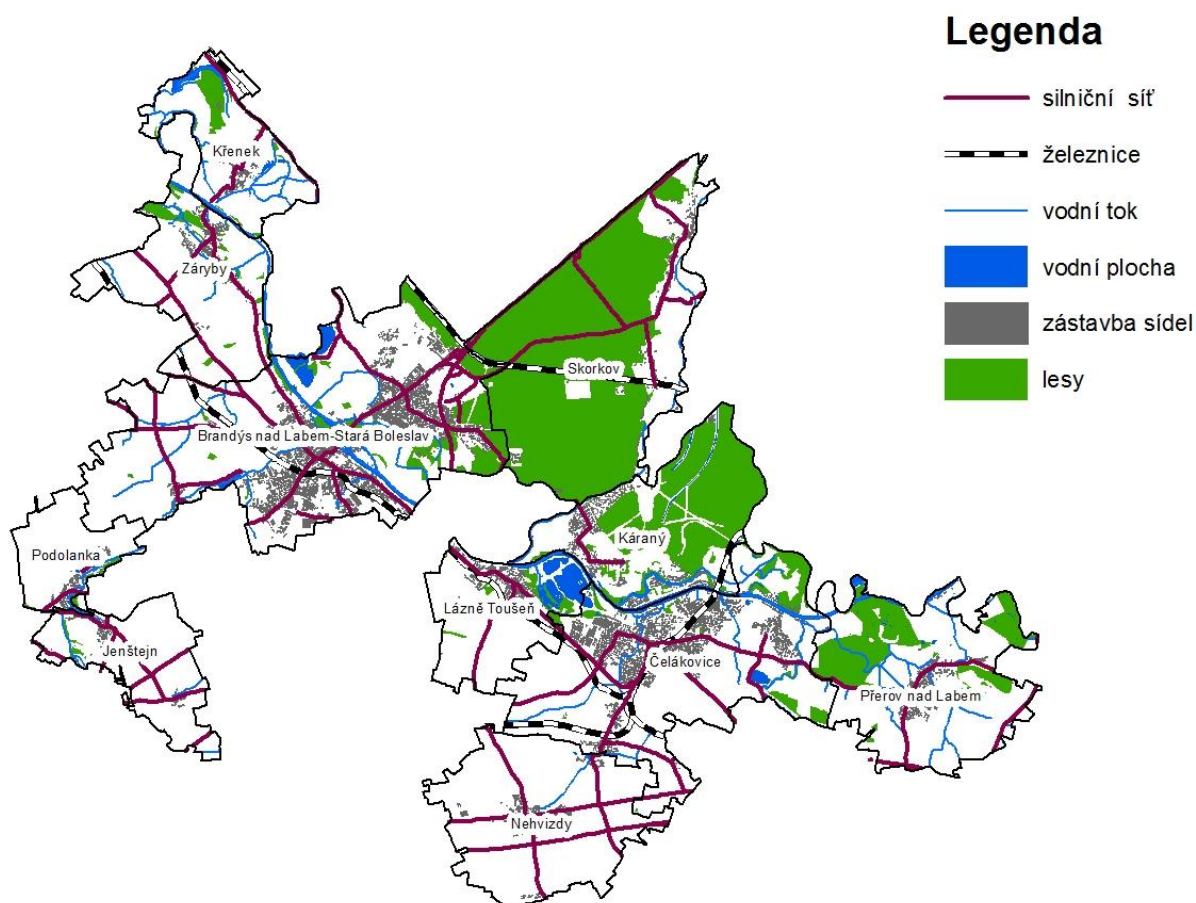 Legenda
silniční síť
železnice
vodní tok
vodní plocha
zástavba sídel
lesy
Křenek
Záryby
Skorkov
Brandýs nad Labem-Stará Boleslav
Káraný
Podolanka
Lázně Toušeň
Jenštejn
Čelákovice
Přerov nad Labem
Nehvizdy